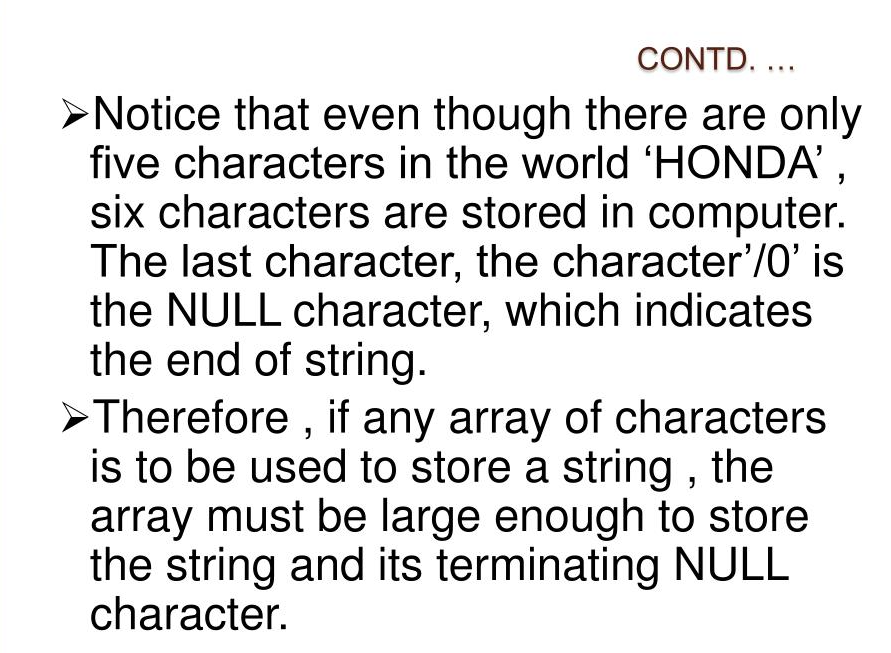 CONTD. …
➢Notice that even though there are only
five characters in the world ‘HONDA’ ,
six characters are stored in computer.
The last character, the character’/0’ is
the NULL character, which indicates
the end of string.
➢Therefore , if any array of characters
is to be used to store a string , the
array must be large enough to store
the string and its terminating NULL
character.